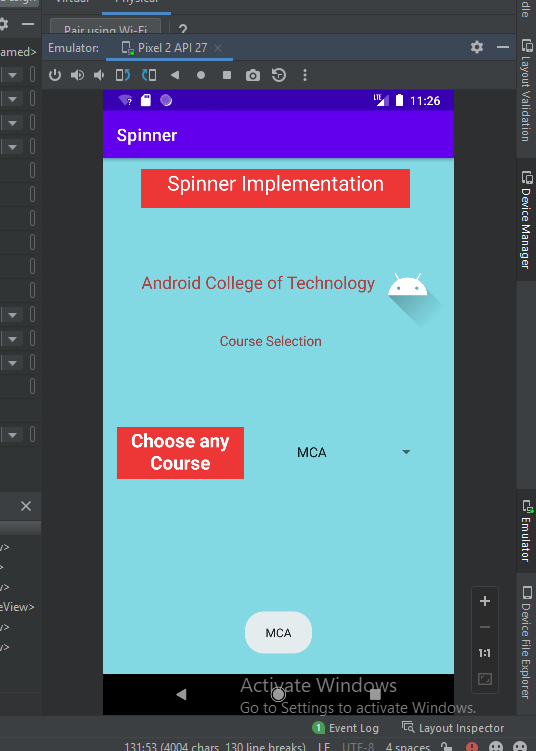 Physical
Pair using Wi-Fi
?
Emulator:
Pixel 2 API 27
amed>
LTE
11:26
Spinner
Spinner Implementation
Android College of Technology
Course Selection
Choose any
Course
MCA
MCA
Layout Validation
Device Manager
Emulator
Device File Explorer
1:1
Activate Windows
Go to Settings to activate Windows.
1 Event Log
Layout Inspector
131:53 (4004 chars, 130 line breaks)
LF
UTF-8
4 spaces